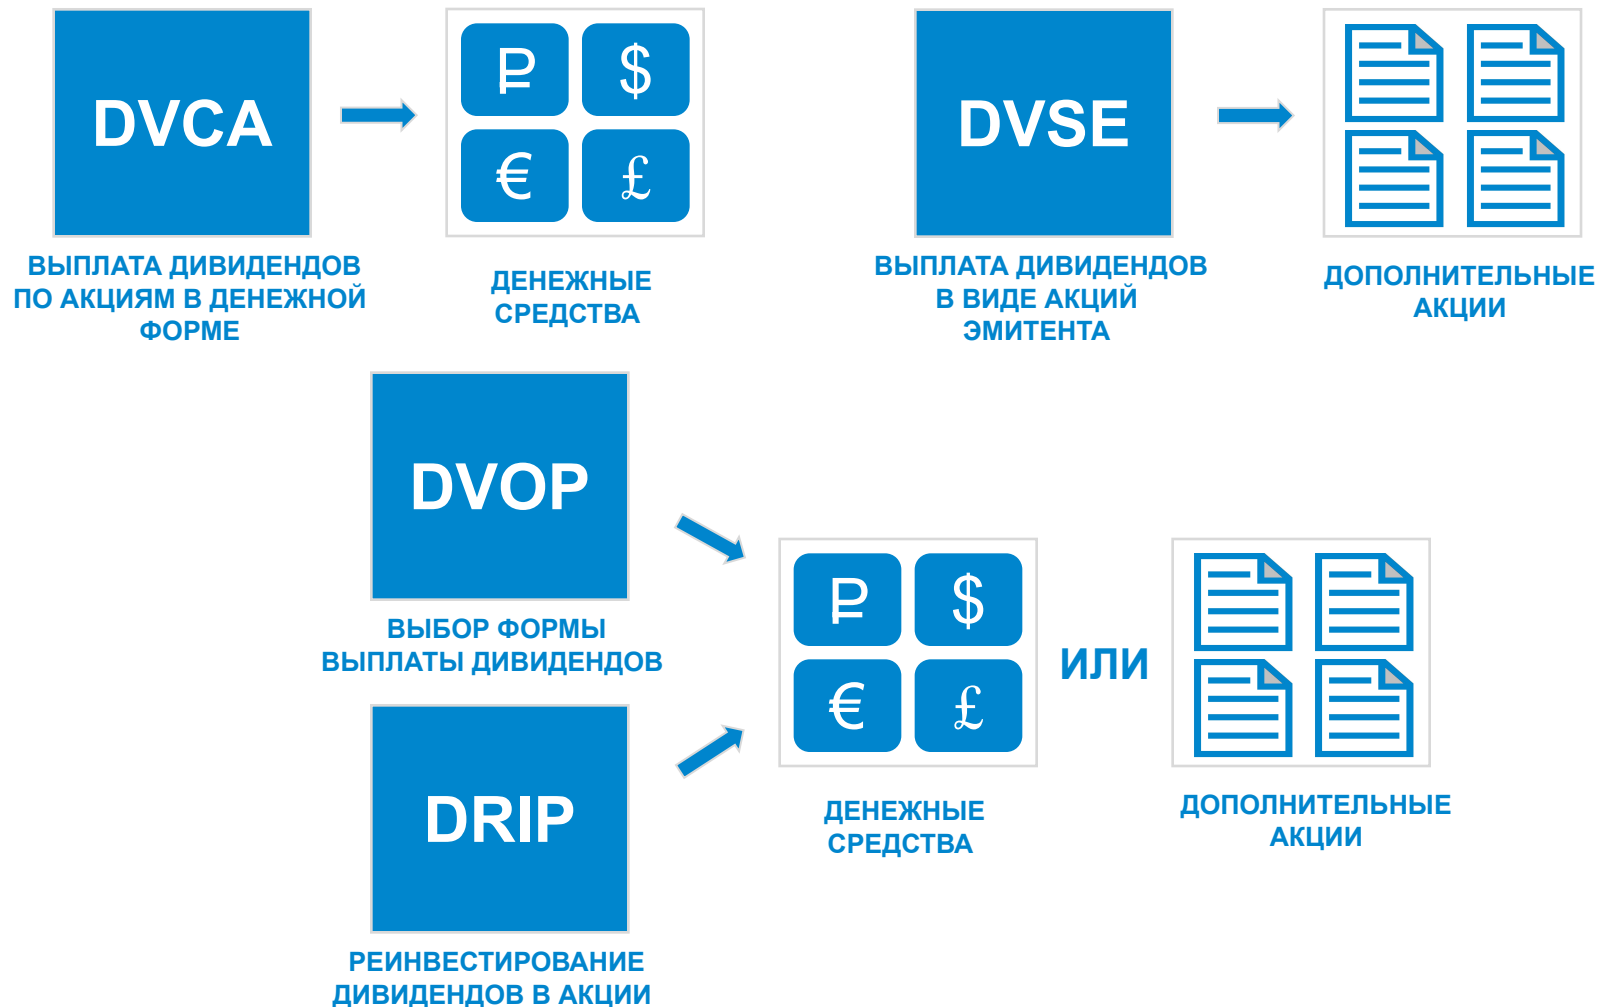 DVCA
₽
$
€
£
ВЫПЛАТА ДИВИДЕНДОВ
ПО АКЦИЯМ В ДЕНЕЖНОЙ
ФОРМЕ
ДЕНЕЖНЫЕ
СРЕДСТВА
DVSE
ВЫПЛАТА ДИВИДЕНДОВ
В ВИДЕ АКЦИЙ
ЭМИТЕНТА
ДОПОЛНИТЕЛЬНЫЕ
АКЦИИ
DVOP
ВЫБОР ФОРМЫ
ВЫПЛАТЫ ДИВИДЕНДОВ
DRIP
РЕИНВЕСТИРОВАНИЕ
ДИВИДЕНДОВ В АКЦИИ
₽
$
€
£
ДЕНЕЖНЫЕ
СРЕДСТВА
ИЛИ
ДОПОЛНИТЕЛЬНЫЕ
АКЦИИ